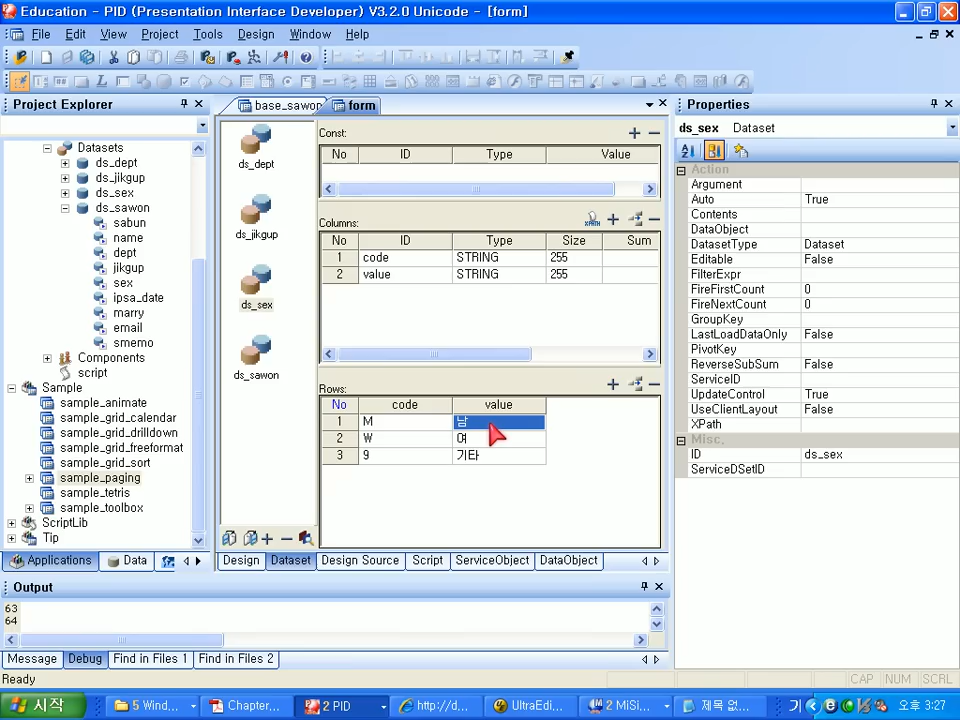 Education - PID (Presentation Interface Developer) V3.2.0 Unicode - [form]
File Edit View Project Tools Design Window Help
Project Explorer
Datasets
ds_dept
ds_jikgup
ds_sex
ds_sawon
sabun
name
dept
jikgup
sex
ipsa_date
marry
email
smemo
Components
script
Sample
sample_animate
sample_grid_calendar
sample_grid_drilldown
sample_grid_freeformat
sample_grid_sort
sample_paging
sample_tetris
sample_toolbox
ScriptLib
Tip
Applications Data
base_sawon form
ds_dept
ds_jikgup
ds_sex
ds_sawon
Const:
No ID Type Value
Columns:
No ID Type Size Sum
1 code STRING 255
2 value STRING 255
Rows:
No code value
1 M 남
2 W 여
3 9 기타
Design Dataset Design Source Script ServiceObject DataObject
Properties
ds_sex Dataset
Action
Argument
Auto True
Contents
DataObject
DatasetType Dataset
Editable False
FilterExpr
FireFirstCount 0
FireNextCount 0
GroupKey
LastLoadDataOnly False
PivotKey
ReverseSubSum False
ServiceID
UpdateControl True
UseClientLayout False
XPath
Misc.
ID ds_sex
ServiceDSetID
Output
63
64
Message Debug Find in Files 1 Find in Files 2
Ready
CAP NUM SCRL
시작 5 Wind... Chapter... 2 PID http://d... UltraEdi... 2 MiSi... 제목 없... 가 오후 3:27